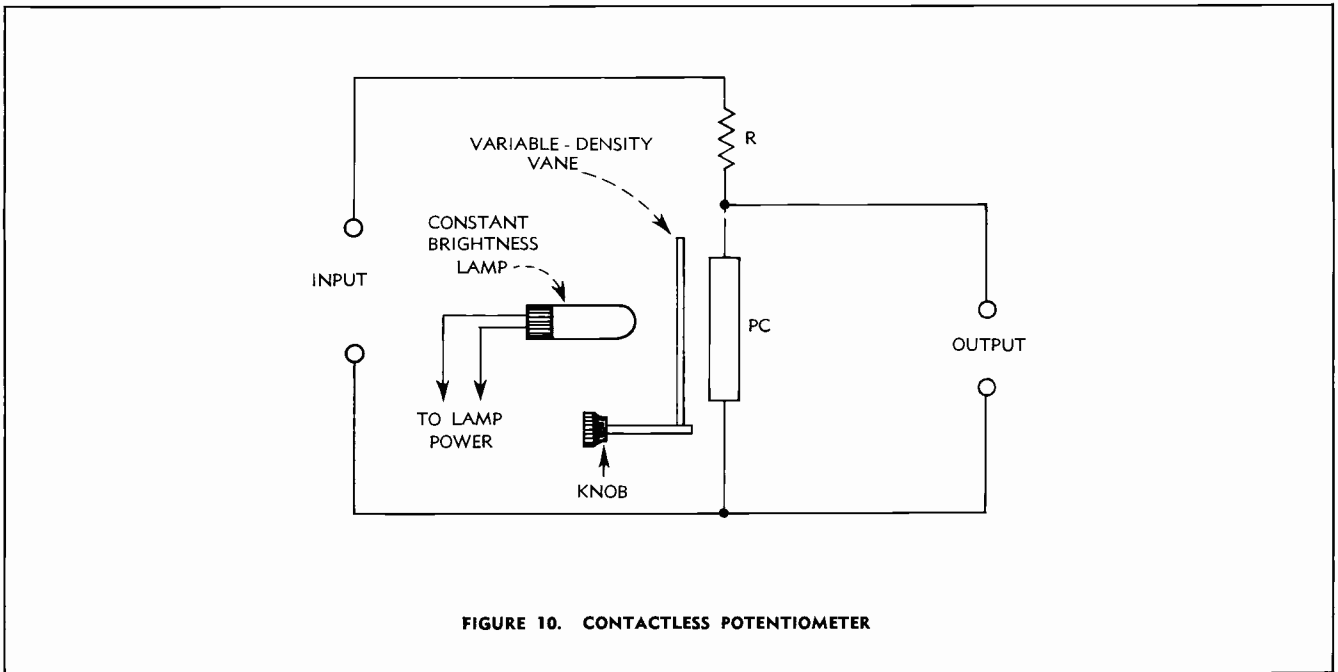 R
VARIABLE - DENSITY
VANE
CONSTANT
BRIGHTNESS
LAMP
INPUT
PC
OUTPUT
TO LAMP
POWER
KNOB
FIGURE 10. CONTACTLESS POTENTIOMETER